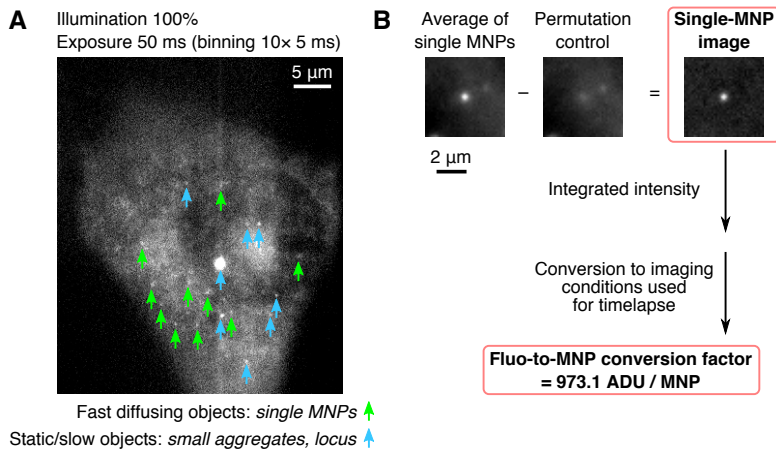 A
Illumination 100%
Exposure 50 ms (binning 10× 5 ms)
5 µm
Fast diffusing objects: single MNPs
Static/slow objects: small aggregates, locus
B
Average of
single MNPs
Permutation
control
Single-MNP
image
–
=
2 µm
Integrated intensity
Conversion to imaging
conditions used
for timelapse
Fluo-to-MNP conversion factor
= 973.1 ADU / MNP